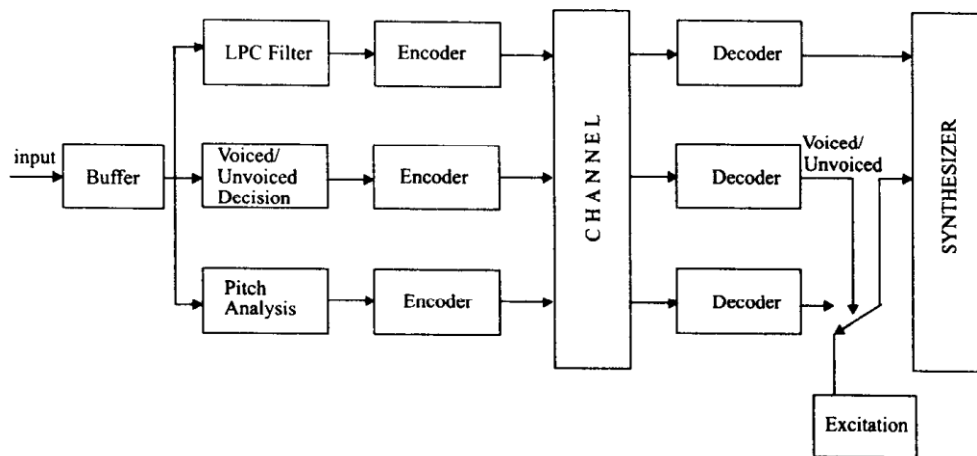 LPC Filter
Encoder
Decoder
input
Buffer
Voiced/
Unvoiced
Decision
Encoder
CHANNEL
Decoder
Voiced/
Unvoiced
SYNTHESIZER
Pitch
Analysis
Encoder
Decoder
Excitation